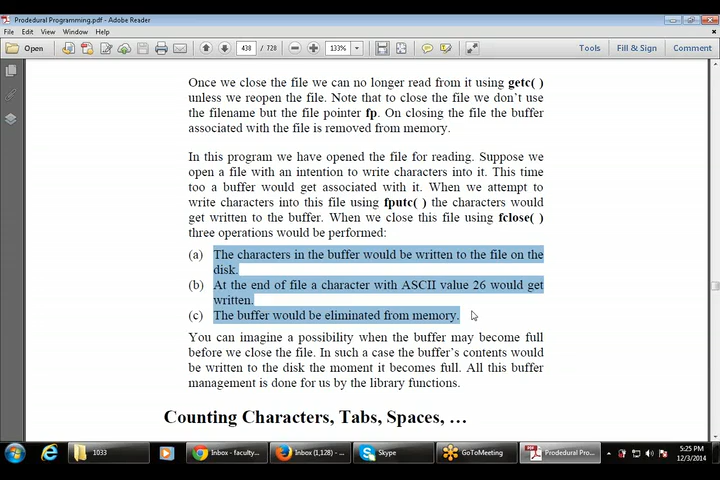 Prodedural Programming.pdf - Adobe Reader
File Edit View Window Help
Open 438 / 728 133% Tools Fill & Sign Comment
Once we close the file we can no longer read from it using getc( )
unless we reopen the file. Note that to close the file we don't use
the filename but the file pointer fp. On closing the file the buffer
associated with the file is removed from memory.
In this program we have opened the file for reading. Suppose we
open a file with an intention to write characters into it. This time
too a buffer would get associated with it. When we attempt to
write characters into this file using fputc( ) the characters would
get written to the buffer. When we close this file using fclose( )
three operations would be performed:
(a) The characters in the buffer would be written to the file on the
disk.
(b) At the end of file a character with ASCII value 26 would get
written.
(c) The buffer would be eliminated from memory.
You can imagine a possibility when the buffer may become full
before we close the file. In such a case the buffer's contents would
be written to the disk the moment it becomes full. All this buffer
management is done for us by the library functions.
Counting Characters, Tabs, Spaces, …
1033 Inbox - faculty... Inbox (1,128) - ... Skype GoToMeeting Prodedural Pro... 5:25 PM
12/3/2014